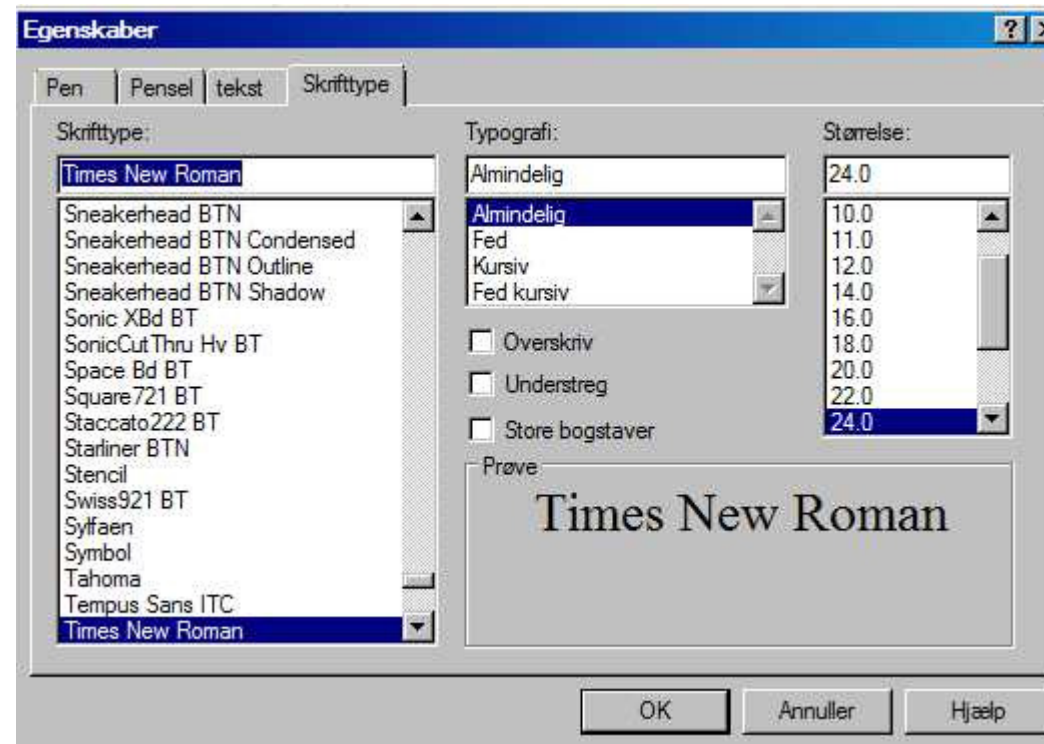 Egenskaber
Pen Pensel tekst Skrifttype
Skrifttype:
Times New Roman
Sneakerhead BTN
Sneakerhead BTN Condensed
Sneakerhead BTN Outline
Sneakerhead BTN Shadow
Sonic XBd BT
SonicCutThru Hv BT
Space Bd BT
Square721 BT
Staccato222 BT
Starliner BTN
Stencil
Swiss921 BT
Sylfaen
Symbol
Tahoma
Tempus Sans ITC
Times New Roman
Typografi:
Almindelig
Almindelig
Fed
Kursiv
Fed kursiv
Overskriv
Understreg
Store bogstaver
Størrelse:
24.0
10.0
11.0
12.0
14.0
16.0
18.0
20.0
22.0
24.0
Prøve
Times New Roman
OK Annuller Hjælp